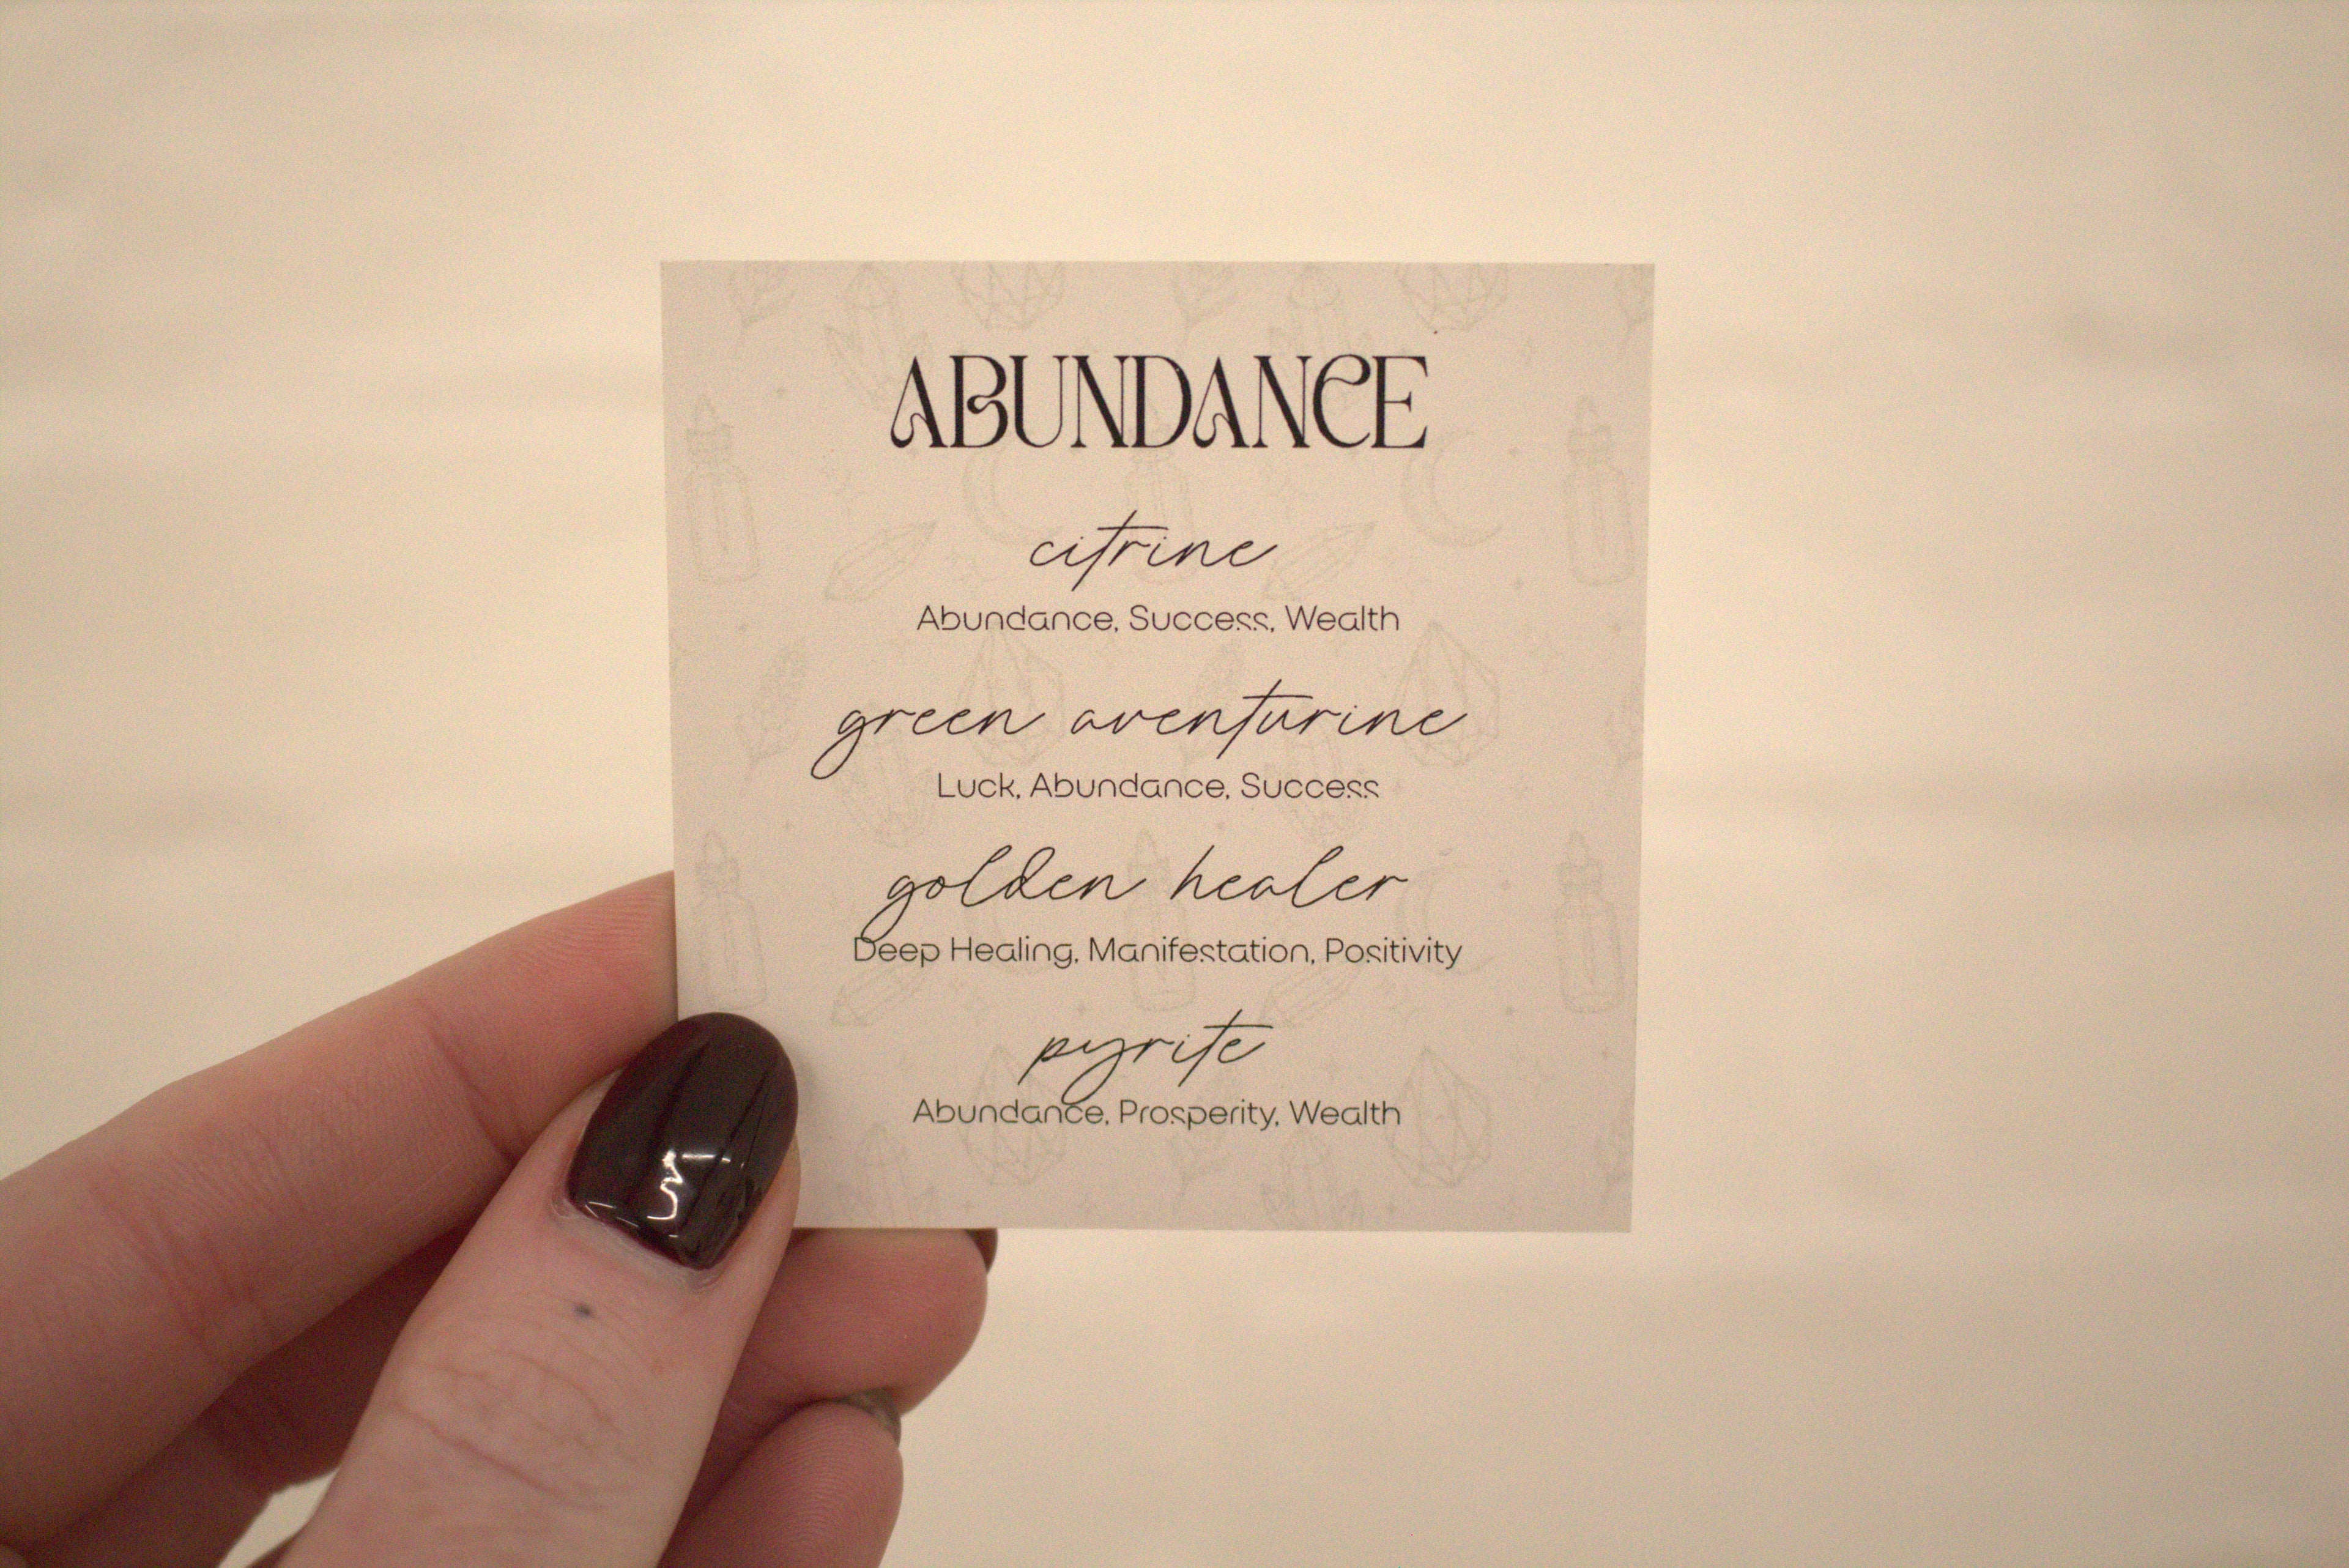 ABUNDANCE
citrine
Abundance, Success, Wealth
green aventurine
Luck, Abundance, Success
golden healer
Deep Healing, Manifestation, Positivity
pyrite
Abundance, Prosperity, Wealth